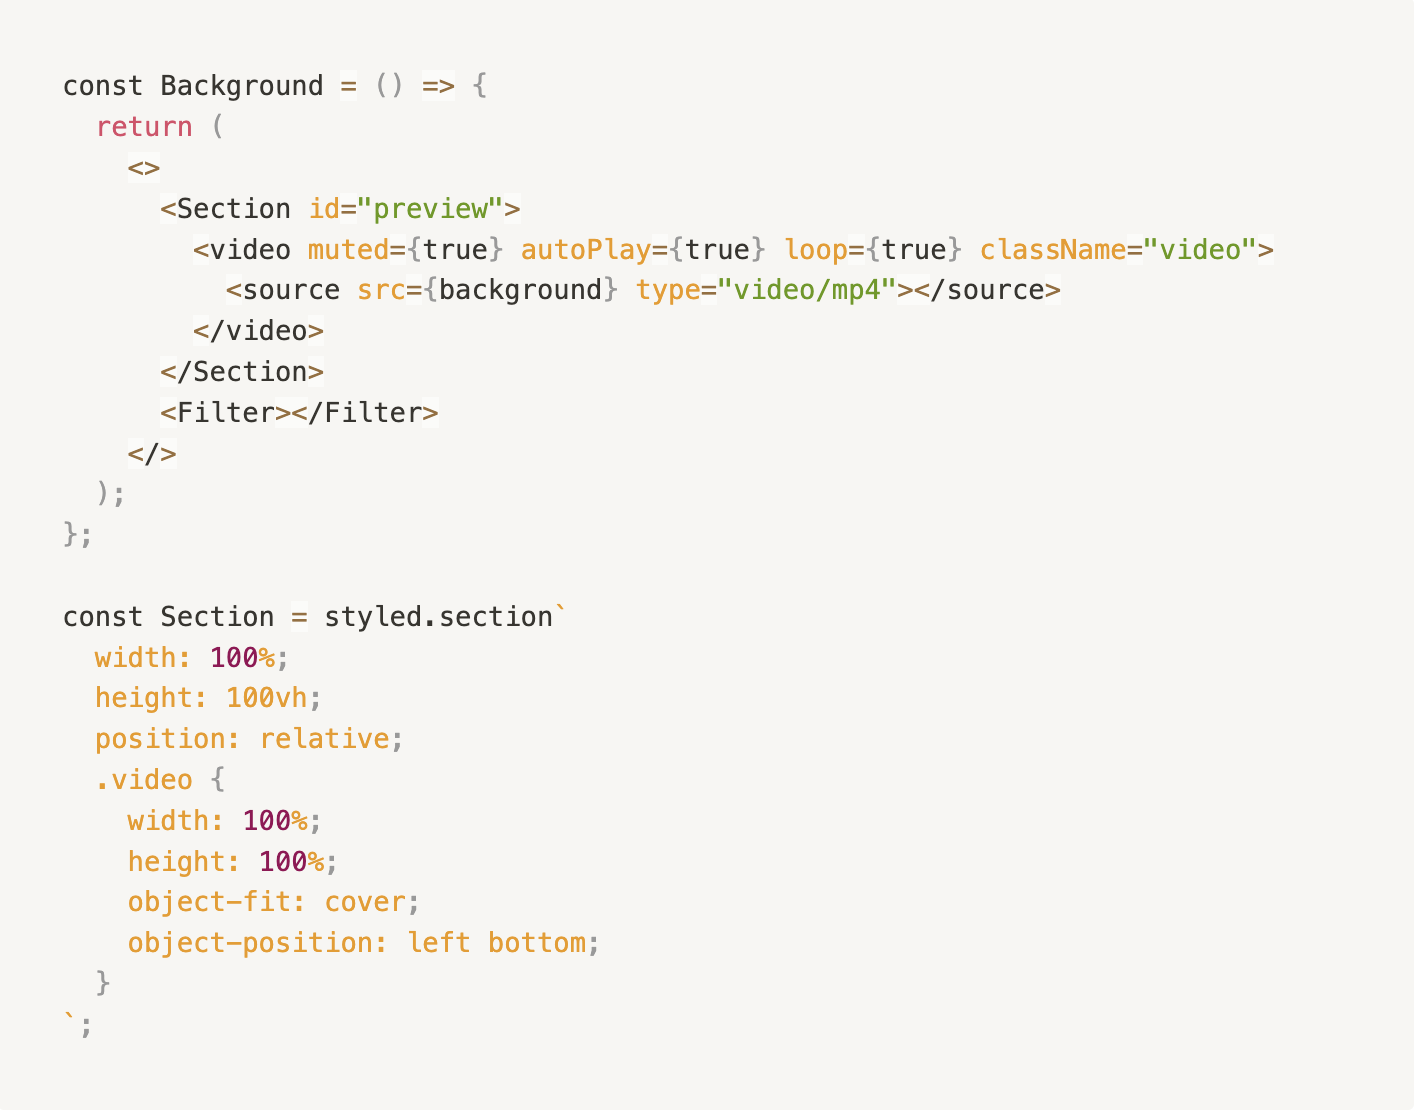 const Background = () => {
  return (
    <>
      <Section id="preview">
        <video muted={true} autoPlay={true} loop={true} className="video">
          <source src={background} type="video/mp4"></source>
        </video>
      </Section>
      <Filter></Filter>
    </>
  );
};

const Section = styled.section`
  width: 100%;
  height: 100vh;
  position: relative;
  .video {
    width: 100%;
    height: 100%;
    object-fit: cover;
    object-position: left bottom;
  }
`;